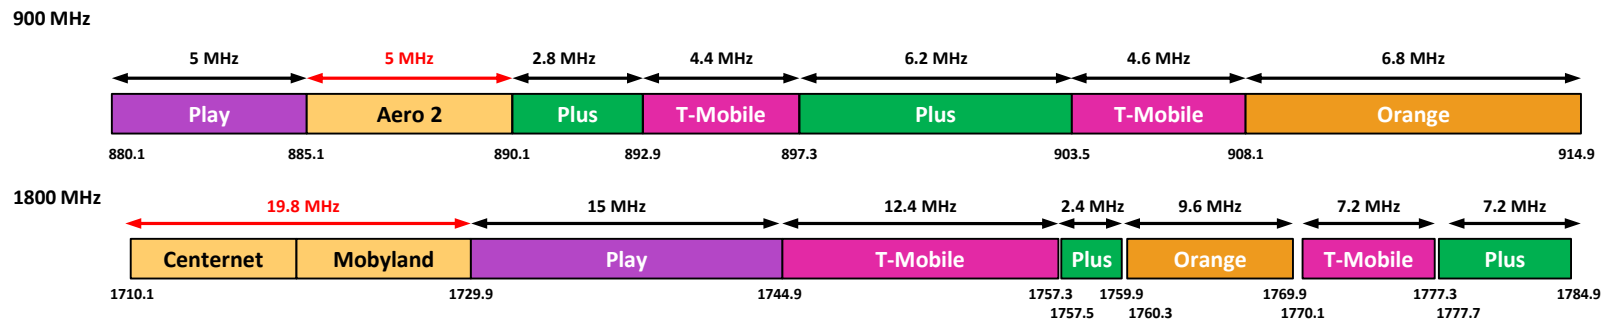 900 MHz
5 MHz 5 MHz 2.8 MHz 4.4 MHz 6.2 MHz 4.6 MHz 6.8 MHz
Play Aero 2 Plus T-Mobile Plus T-Mobile Orange
880.1 885.1 890.1 892.9 897.3 903.5 908.1 914.9
1800 MHz
19.8 MHz 15 MHz 12.4 MHz 2.4 MHz 9.6 MHz 7.2 MHz 7.2 MHz
Centernet Mobyland Play T-Mobile Plus Orange T-Mobile Plus
1710.1 1729.9 1744.9 1757.3 1759.9 1769.9 1777.3 1784.9
1757.5 1760.3 1770.1 1777.7